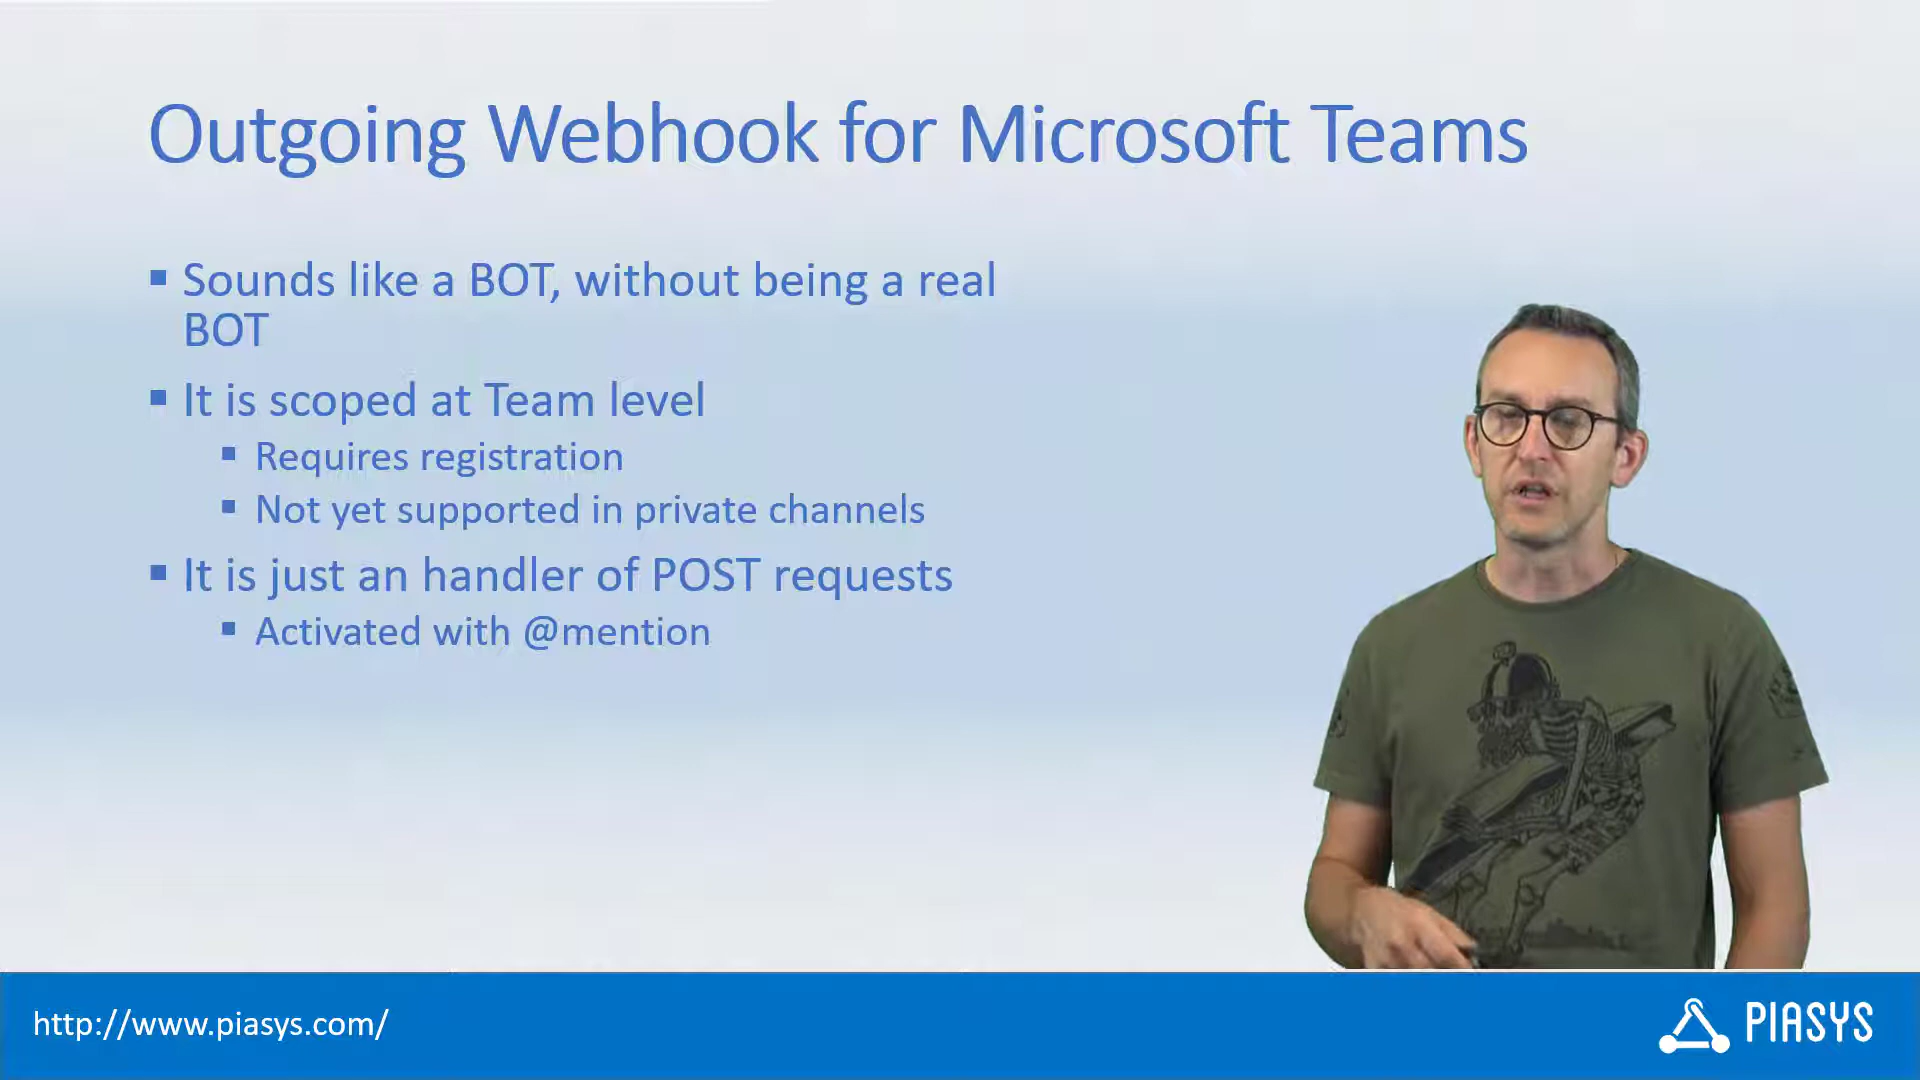 Outgoing Webhook for Microsoft Teams
Sounds like a BOT, without being a real
BOT
It is scoped at Team level
Requires registration
Not yet supported in private channels
It is just an handler of POST requests
Activated with @mention
http://www.piasys.com/
PIASYS